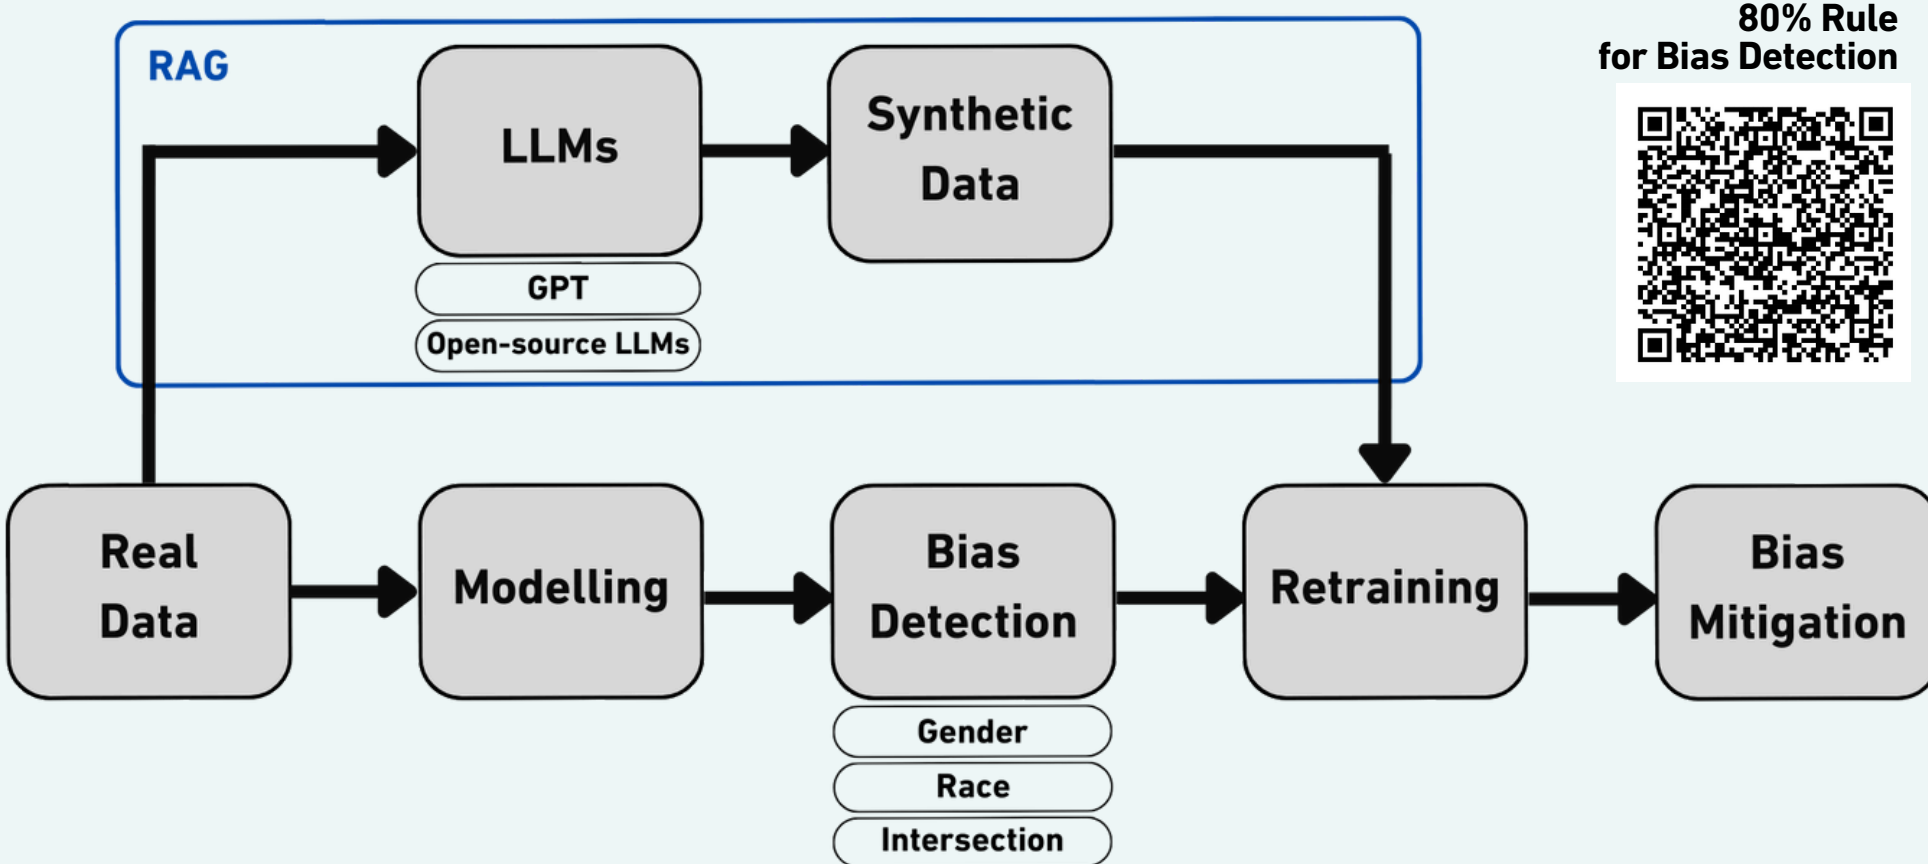 80% Rule
for Bias Detection
RAG
LLMs
Synthetic
Data
GPT
Open-source LLMs
Real
Data
Modelling
Bias
Detection
Retraining
Bias
Mitigation
Gender
Race
Intersection